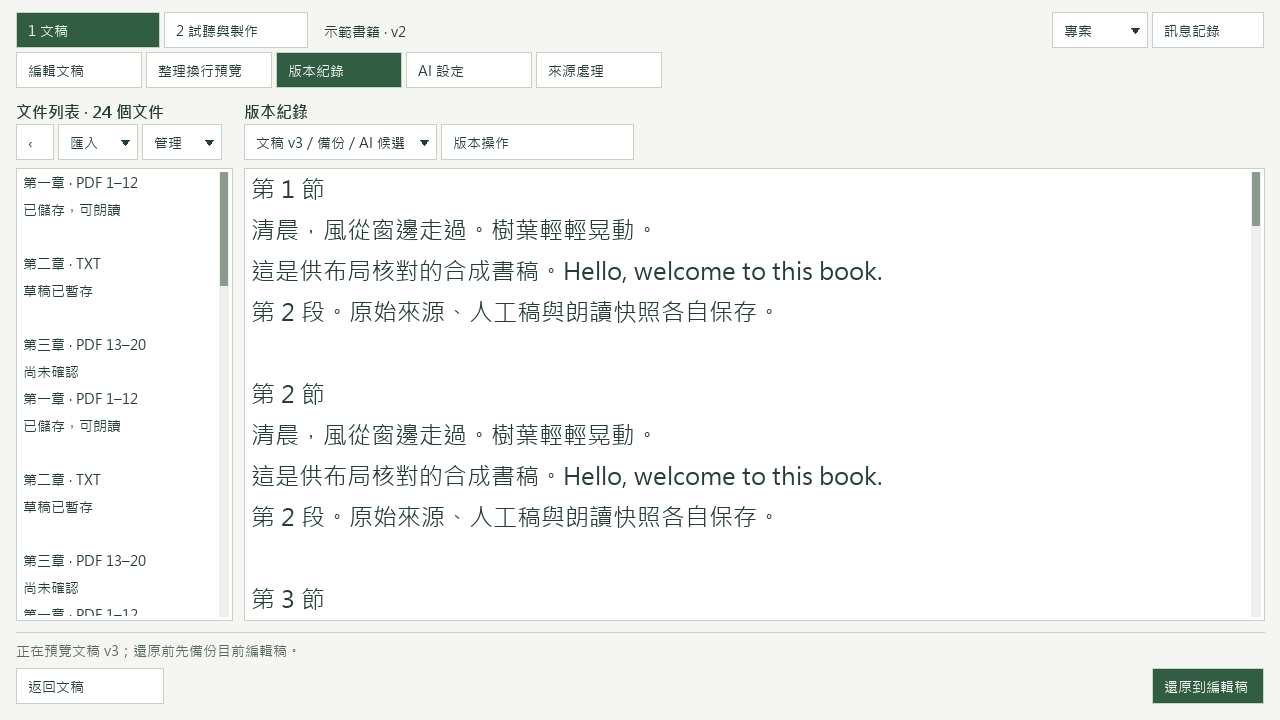 1 文稿
2 試聽與製作
示範書籍 · v2
專案
訊息記錄
編輯文稿
整理換行預覽
版本紀錄
AI 設定
來源處理
文件列表 · 24 個文件
版本紀錄
‹
匯入
管理
文稿 v3 / 備份 / AI 候選
版本操作
第一章 · PDF 1–12
已儲存，可朗讀
第二章 · TXT
草稿已暫存
第三章 · PDF 13–20
尚未確認
第一章 · PDF 1–12
已儲存，可朗讀
第二章 · TXT
草稿已暫存
第三章 · PDF 13–20
尚未確認
第一章 · PDF 1–12
第 1 節
清晨，風從窗邊走過。樹葉輕輕晃動。
這是供布局核對的合成書稿。Hello, welcome to this book.
第 2 段。原始來源、人工稿與朗讀快照各自保存。
第 2 節
清晨，風從窗邊走過。樹葉輕輕晃動。
這是供布局核對的合成書稿。Hello, welcome to this book.
第 2 段。原始來源、人工稿與朗讀快照各自保存。
第 3 節
正在預覽文稿 v3；還原前先備份目前編輯稿。
返回文稿
還原到編輯稿